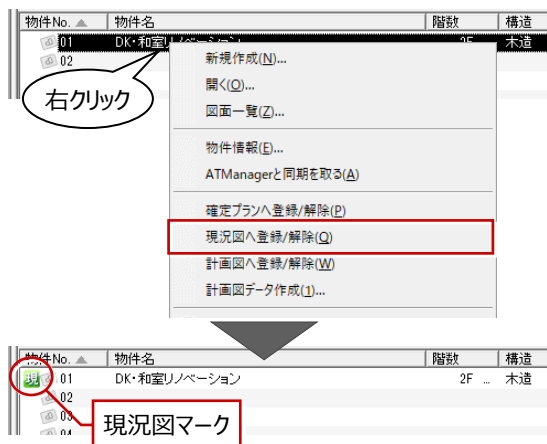 物件No. 物件名 階数 構造
01 DK・和室リノベーション 2F 木造
02
右クリック
新規作成(N)...
開く(O)...
図面一覧(Z)...
物件情報(E)...
ATManagerと同期を取る(A)
確定プランへ登録/解除(P)
現況図へ登録/解除(Q)
計画図へ登録/解除(W)
計画図データ作成(1)...
物件No. 物件名 階数 構造
現 01 DK・和室リノベーション 2F ... 木造
02
03
04
現況図マーク